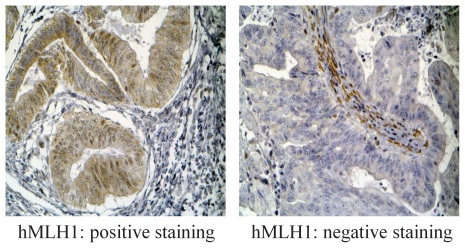 hMLH1: positive staining
hMLH1: negative staining